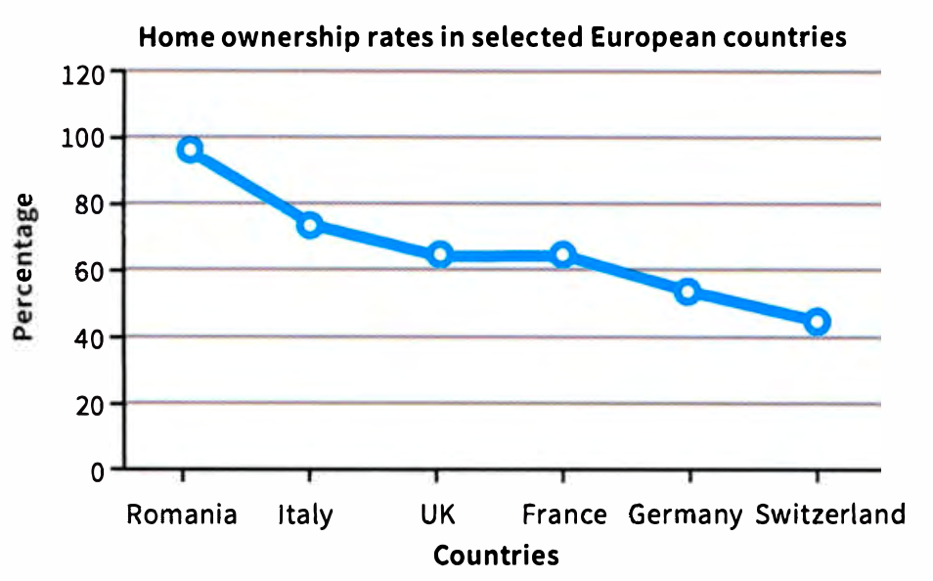 Home ownership rates in selected European countries
120
100
80
60
40
20
0
Percentage
Romania Italy UK France Germany Switzerland
Countries